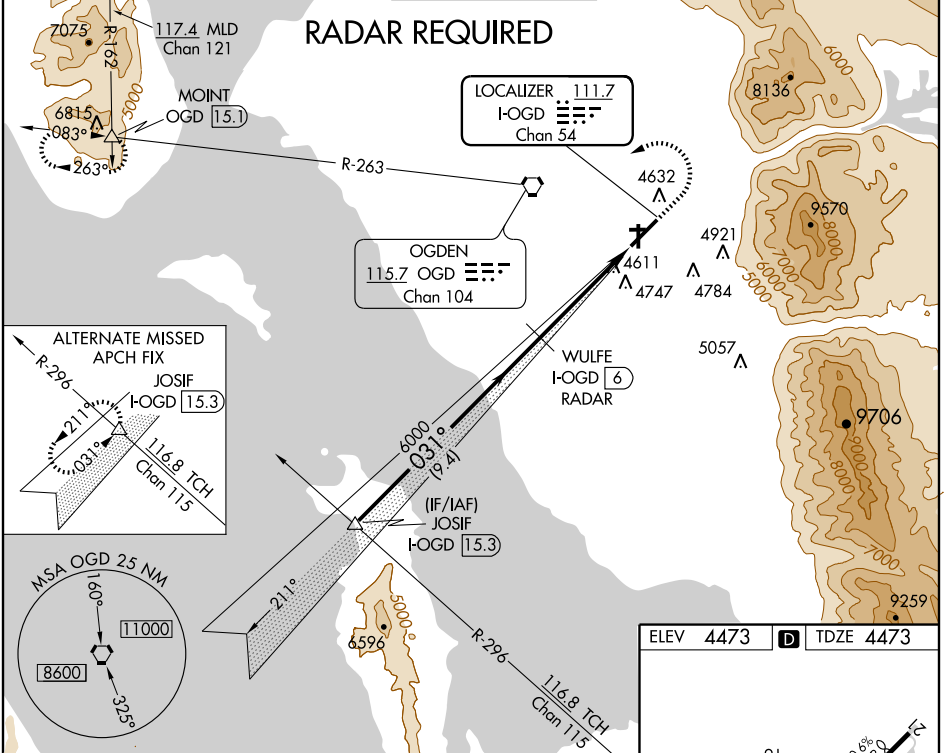 RADAR REQUIRED
7075
117.4 MLD
Chan 121
R-162
6000
MOINT
OGD 15.1
6815
083°
263°
R-263
LOCALIZER 111.7
I-OGD
Chan 54
8136
6000
4632
9570
8000
7000
6000
5000
4921
4611
4747
4784
OGDEN
115.7 OGD
Chan 104
ALTERNATE MISSED
APCH FIX
R-296
JOSIF
I-OGD 15.3
211°
031°
116.8 TCH
Chan 115
WULFE
I-OGD 6
RADAR
5057
9706
9000
8000
7000
6000
031°
(9.4)
(IF/IAF)
JOSIF
I-OGD 15.3
MSA OGD 25 NM
160°
11000
8600
325°
211°
5000
6596
R-296
116.8 TCH
Chan 115
9259
ELEV 4473 D TDZE 4473
21